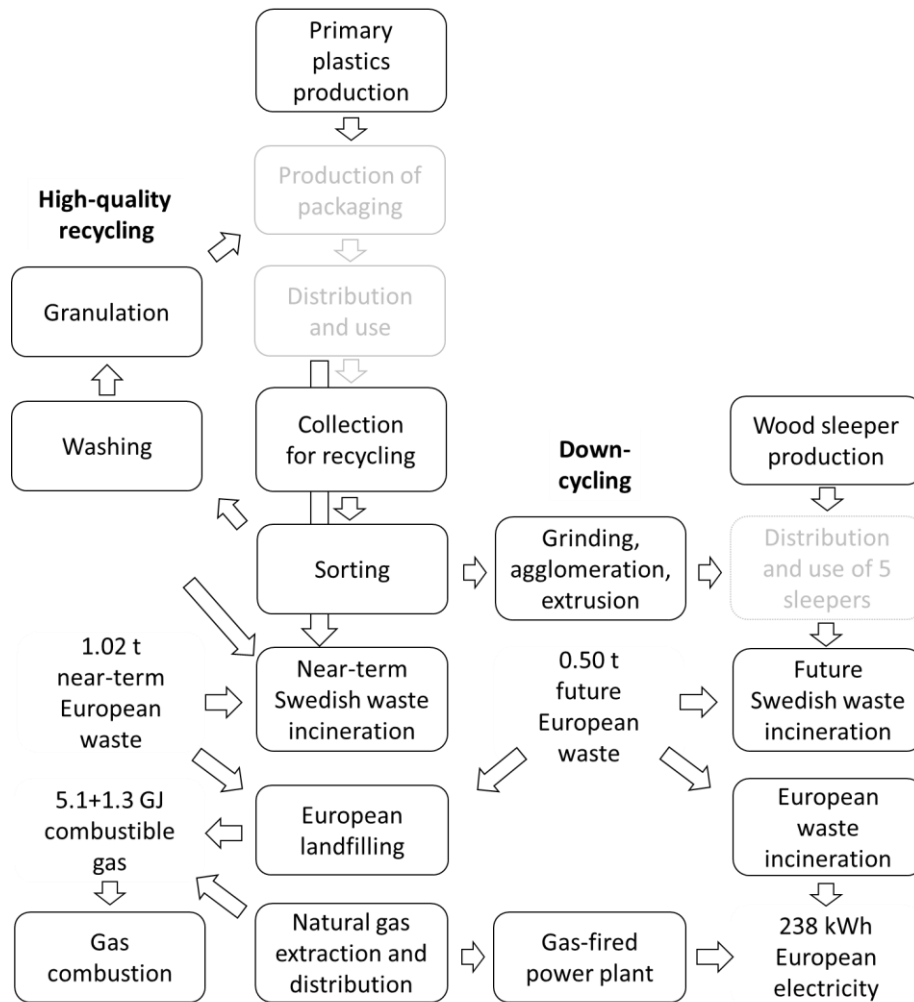 Primary
plastics
production
Production of
packaging
High-quality
recycling
Granulation
Distribution
and use
Washing
Collection
for recycling
Down-
cycling
Wood sleeper
production
Sorting
Grinding,
agglomeration,
extrusion
Distribution
and use of 5
sleepers
1.02 t
near-term
European
waste
Near-term
Swedish waste
incineration
0.50 t
future
European
waste
Future
Swedish waste
incineration
5.1+1.3 GJ
combustible
gas
European
landfilling
European
waste
incineration
Gas
combustion
Natural gas
extraction and
distribution
Gas-fired
power plant
238 kWh
European
electricity